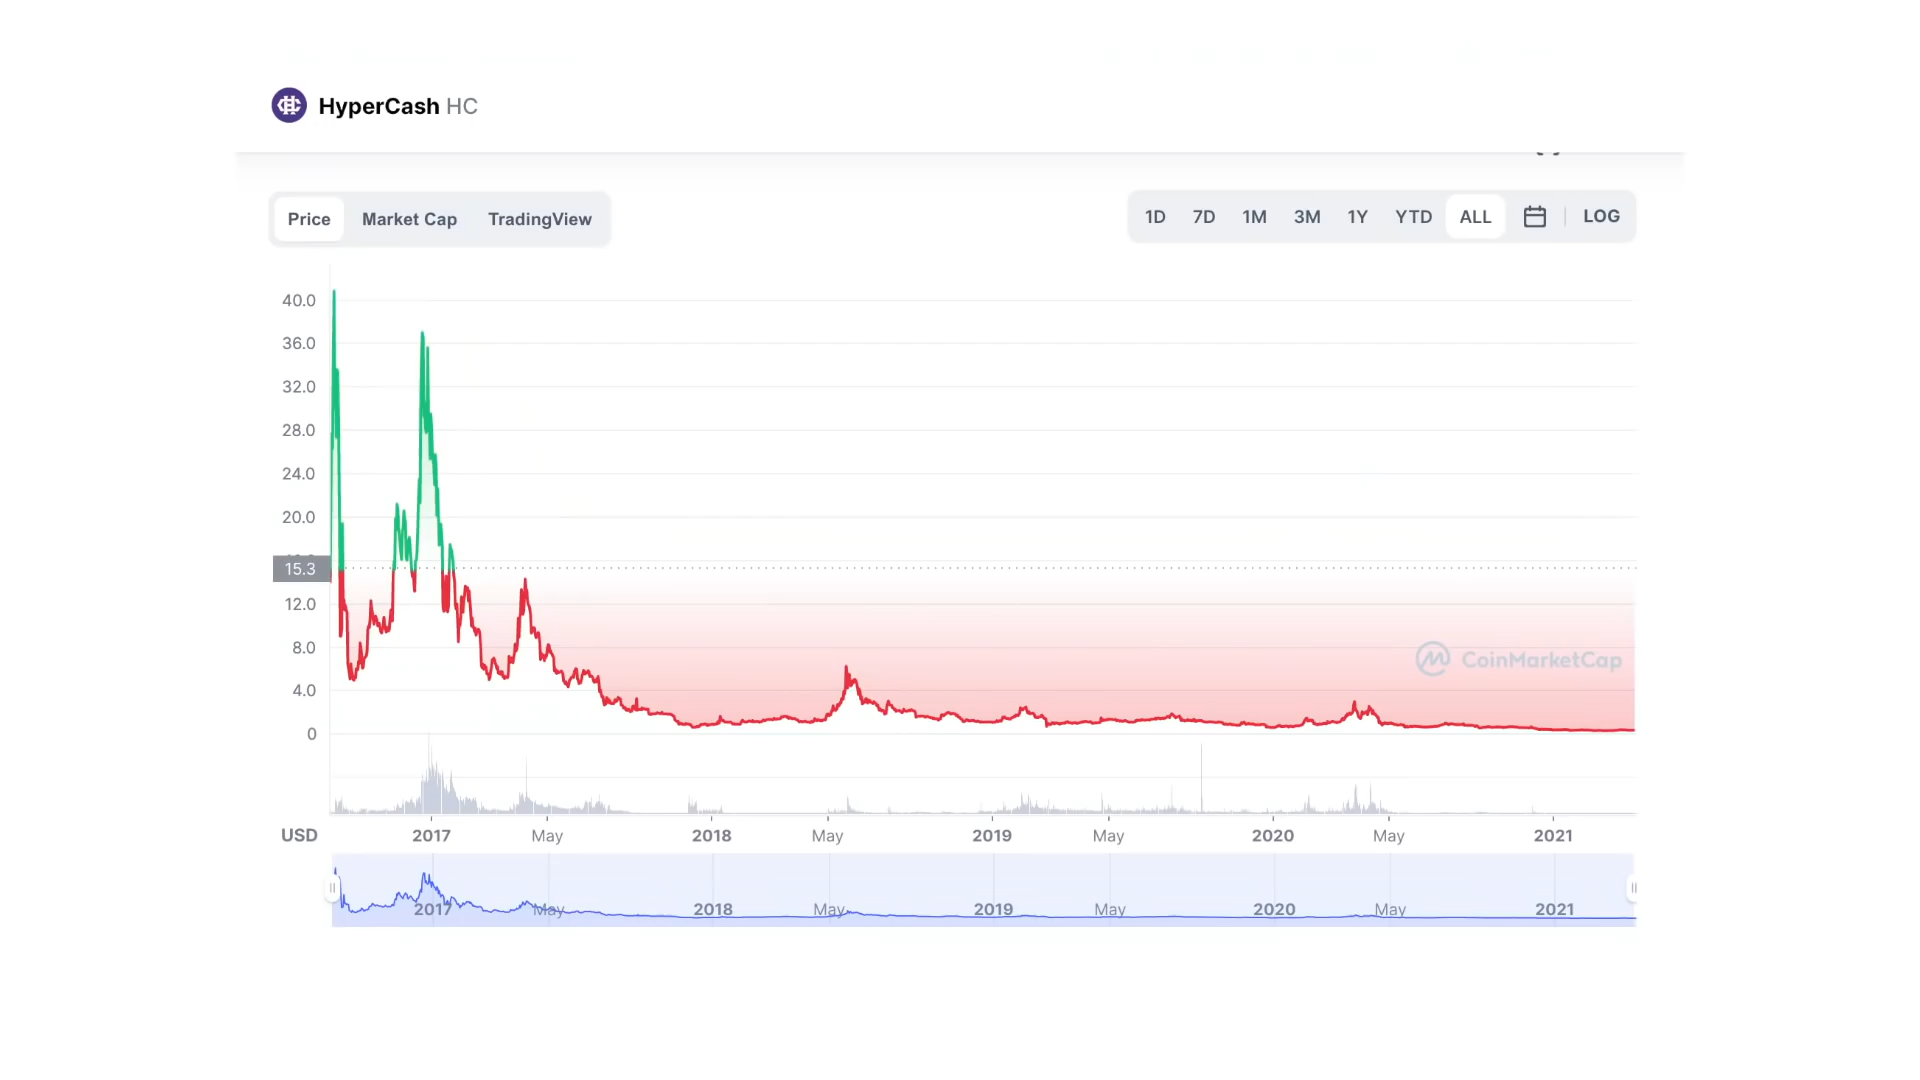 HyperCash HC
Price Market Cap TradingView
1D 7D 1M 3M 1Y YTD ALL LOG
40.0
36.0
32.0
28.0
24.0
20.0
15.3
12.0
8.0
CoinMarketCap
4.0
0
USD 2017 May 2018 May 2019 May 2020 May 2021
2017 May 2018 May 2019 May 2020 May 2021